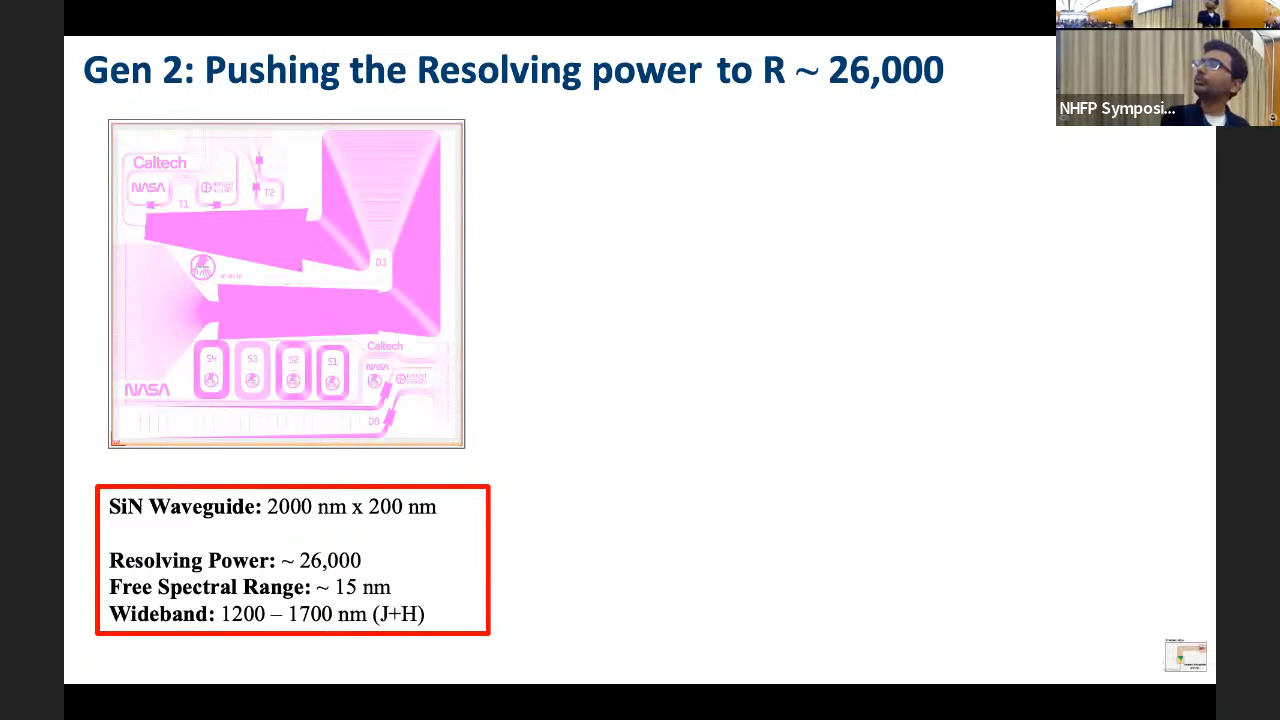 Gen 2: Pushing the Resolving power to R ~ 26,000
NHFP Symposi...
Caltech
NASA
T1
T2
D3
S4
S3
S2
S1
Caltech
NASA
NASA
D0
SiN Waveguide: 2000 nm x 200 nm
Resolving Power: ~ 26,000
Free Spectral Range: ~ 15 nm
Wideband: 1200 – 1700 nm (J+H)